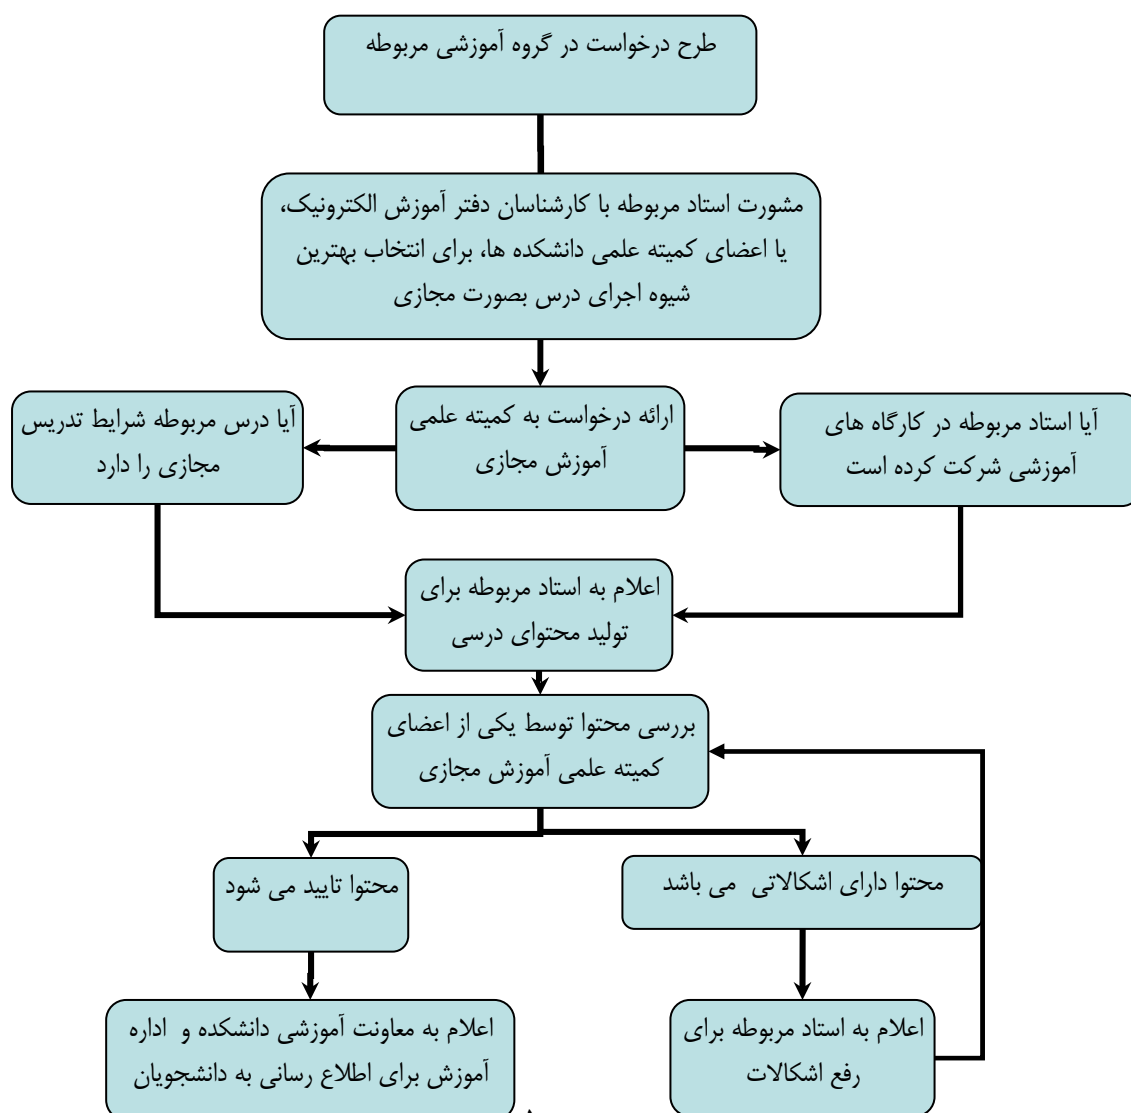 طرح درخواست در گروه آموزشی مربوطه
مشورت استاد مربوطه با کارشناسان دفتر آموزش الکترونیک،
یا اعضای کمیته علمی دانشکده ها، برای انتخاب بهترین
شیوه اجرای درس بصورت مجازی
آیا استاد مربوطه در کارگاه های
آموزشی شرکت کرده است
ارائه درخواست به کمیته علمی
آموزش مجازی
آیا درس مربوطه شرایط تدریس
مجازی را دارد
اعلام به استاد مربوطه برای
تولید محتوای درسی
بررسی محتوا توسط یکی از اعضای
کمیته علمی آموزش مجازی
محتوا دارای اشکالاتی می باشد
محتوا تایید می شود
اعلام به استاد مربوطه برای
رفع اشکالات
اعلام به معاونت آموزشی دانشکده و اداره
آموزش برای اطلاع رسانی به دانشجویان